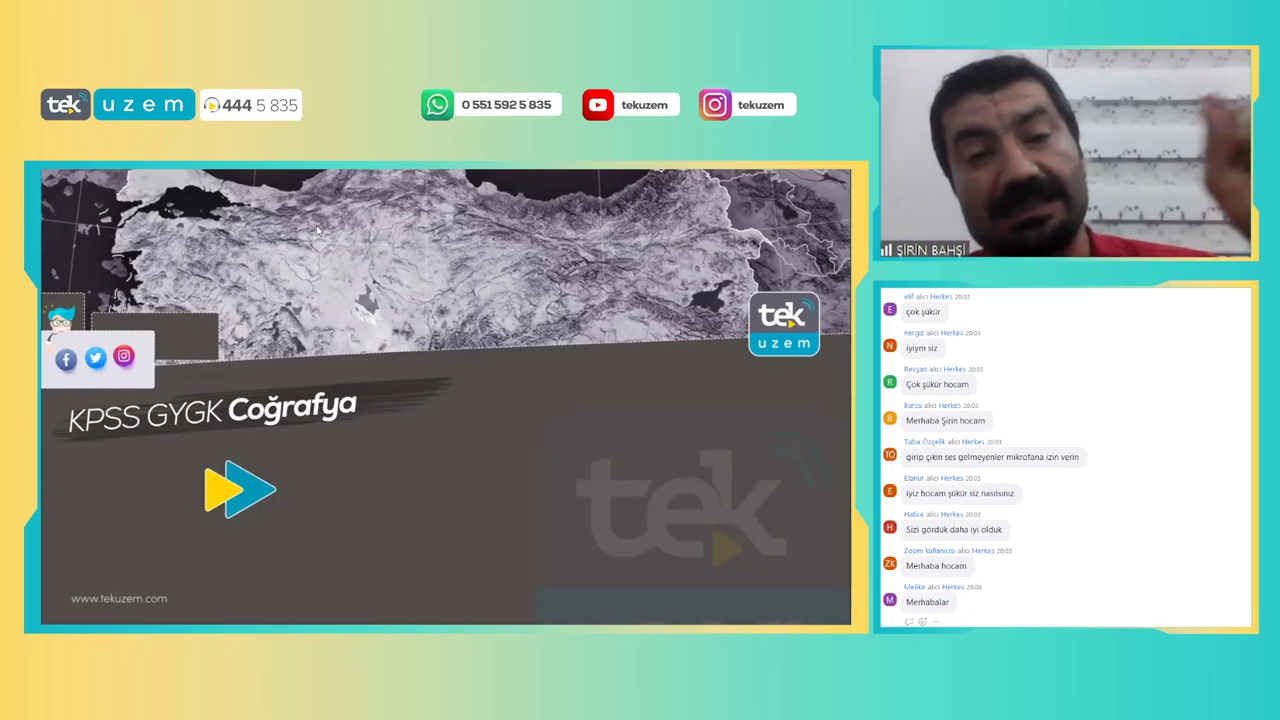 tek uzem 444 5 835
0 551 592 5 835
tekuzem
tekuzem
tek
uzem
KPSS GYGK Coğrafya
tek
www.tekuzem.com
ŞİRİN BAHŞİ
elif alıcı Herkes 20:03
E
çok şükür
nergiz alıcı Herkes 20:03
N
iyiym siz
Revşan alıcı Herkes 20:03
R
Çok şükür hocam
Burcu alıcı Herkes 20:03
B
Merhaba Şirin hocam
Tuba Özçelik alıcı Herkes 20:03
TÖ
girip çıkın ses gelmeyenler mikrofana izin verin
Elanur alıcı Herkes 20:03
E
iyiz hocam şükür siz nasılsınız
Hatice alıcı Herkes 20:03
H
Sizi gördük daha iyi olduk
Zoom kullanıcısı alıcı Herkes 20:03
ZK
Merhaba hocam
Melike alıcı Herkes 20:04
M
Merhabalar